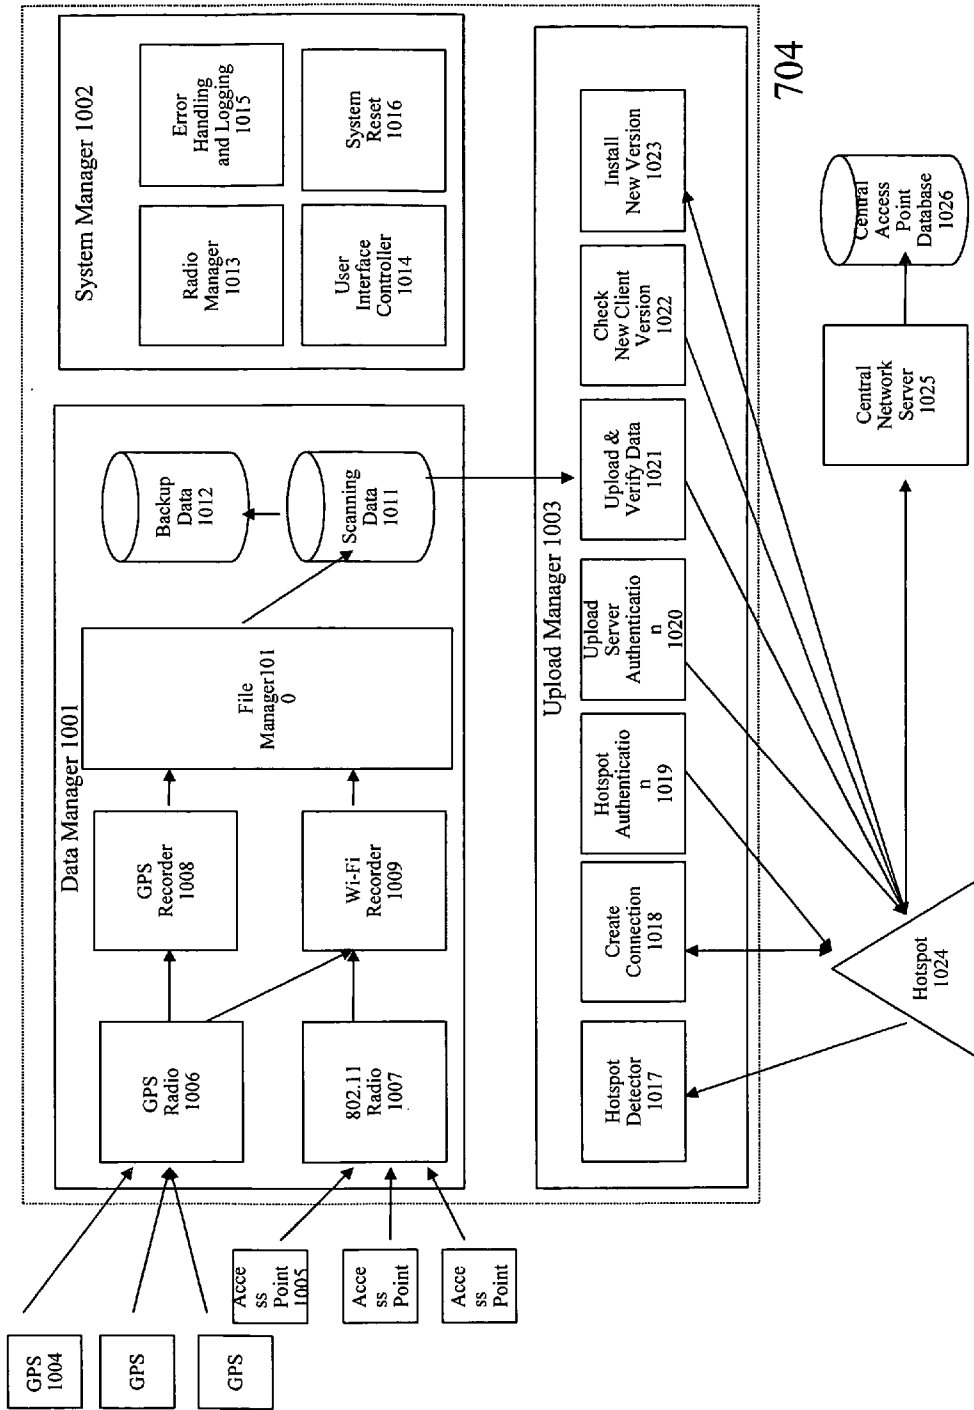 GPS
1004
GPS
GPS
Acce
ss
Point
1005
Acce
ss
Point
Acce
ss
Point
Data Manager 1001
GPS
Radio
1006
802.11
Radio
1007
GPS
Recorder
1008
Wi-Fi
Recorder
1009
File
Manager101
0
Backup
Data
1012
Scanning
Data
1011
System Manager 1002
Radio
Manager
1013
Error
Handling
and Logging
1015
User
Interface
Controller
1014
System
Reset
1016
Upload Manager 1003
Hotspot
Detector
1017
Create
Connection
1018
Hotspot
Authenticatio
n
1019
Upload
Server
Authenticatio
n
1020
Upload &
Verify Data
1021
Check
New Client
Version
1022
Install
New Version
1023
704
Hotspot
1024
Central
Network
Server
1025
Central
Access
Point
Database
1026